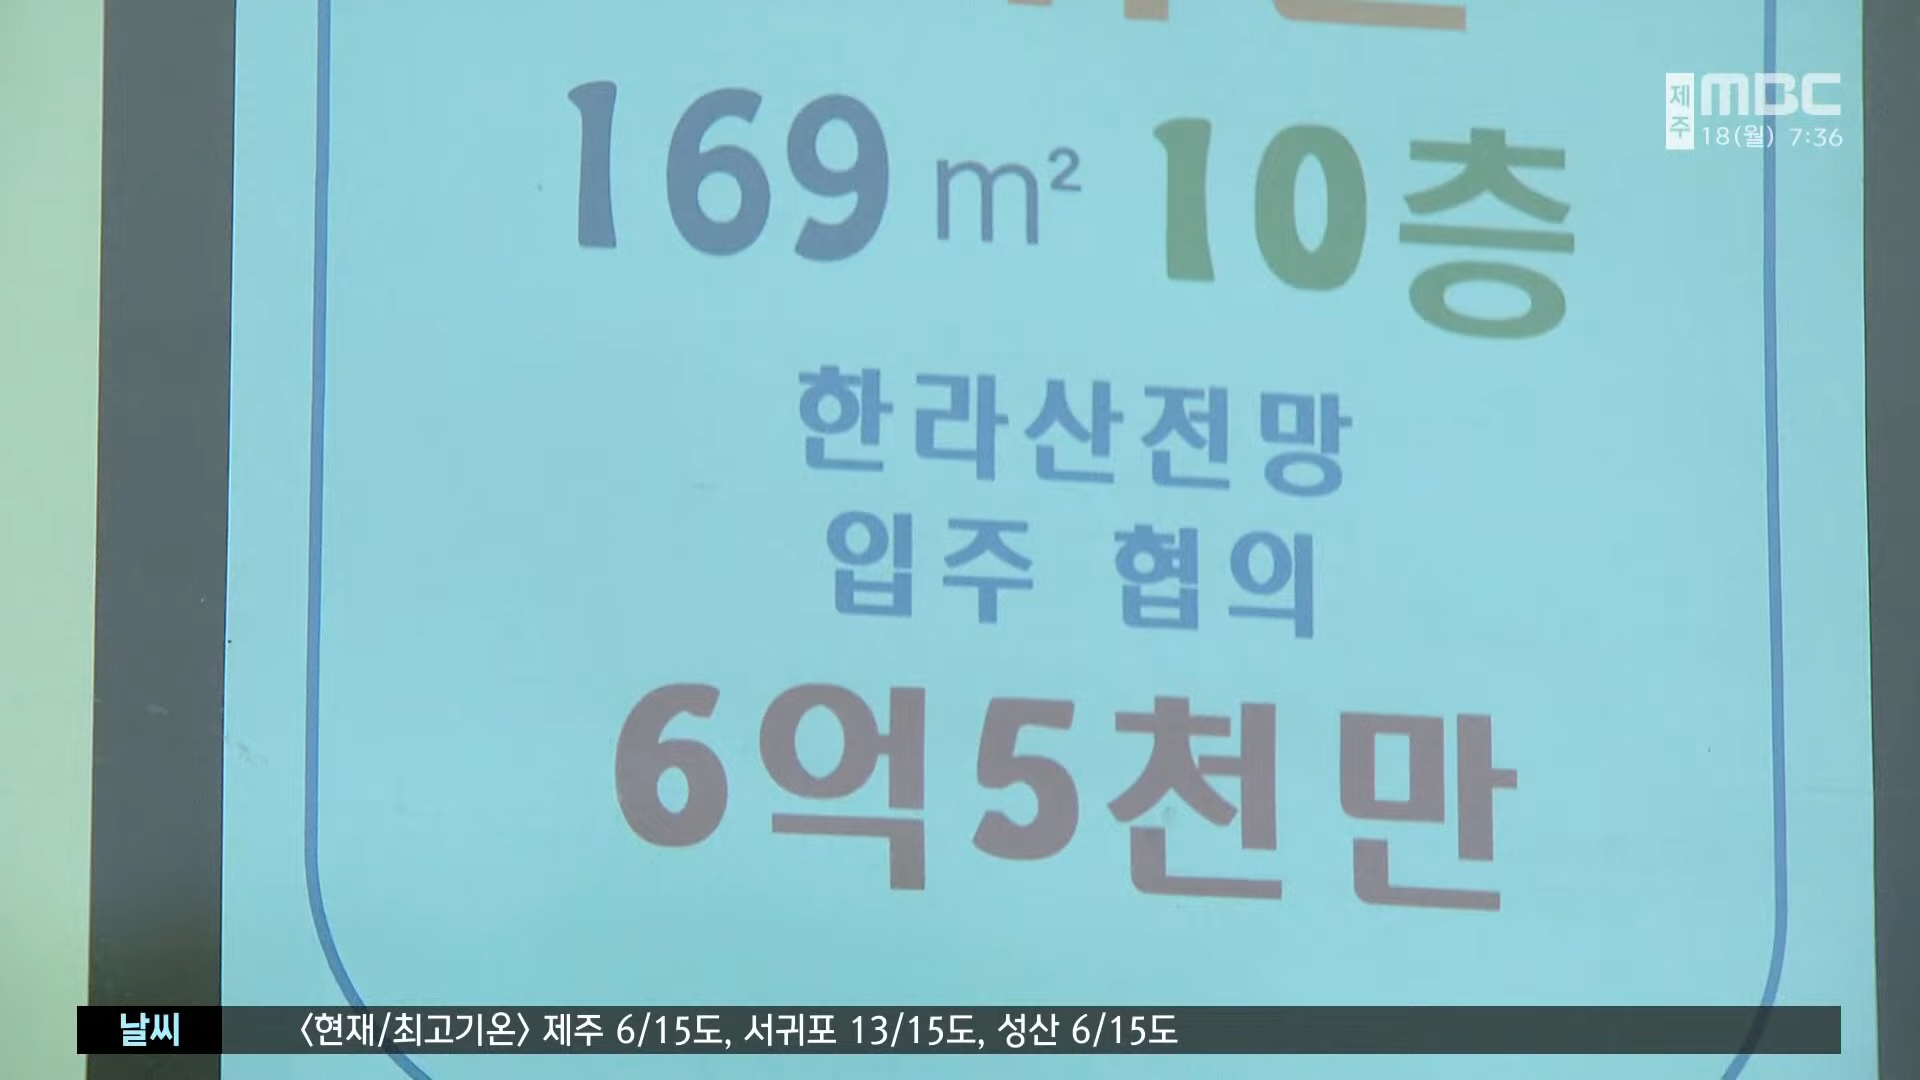 169㎡ 10층
한라산전망
입주 협의
6억5천만
제주 MBC
18(월) 7:36
날씨 〈현재/최고기온〉 제주 6/15도, 서귀포 13/15도, 성산 6/15도